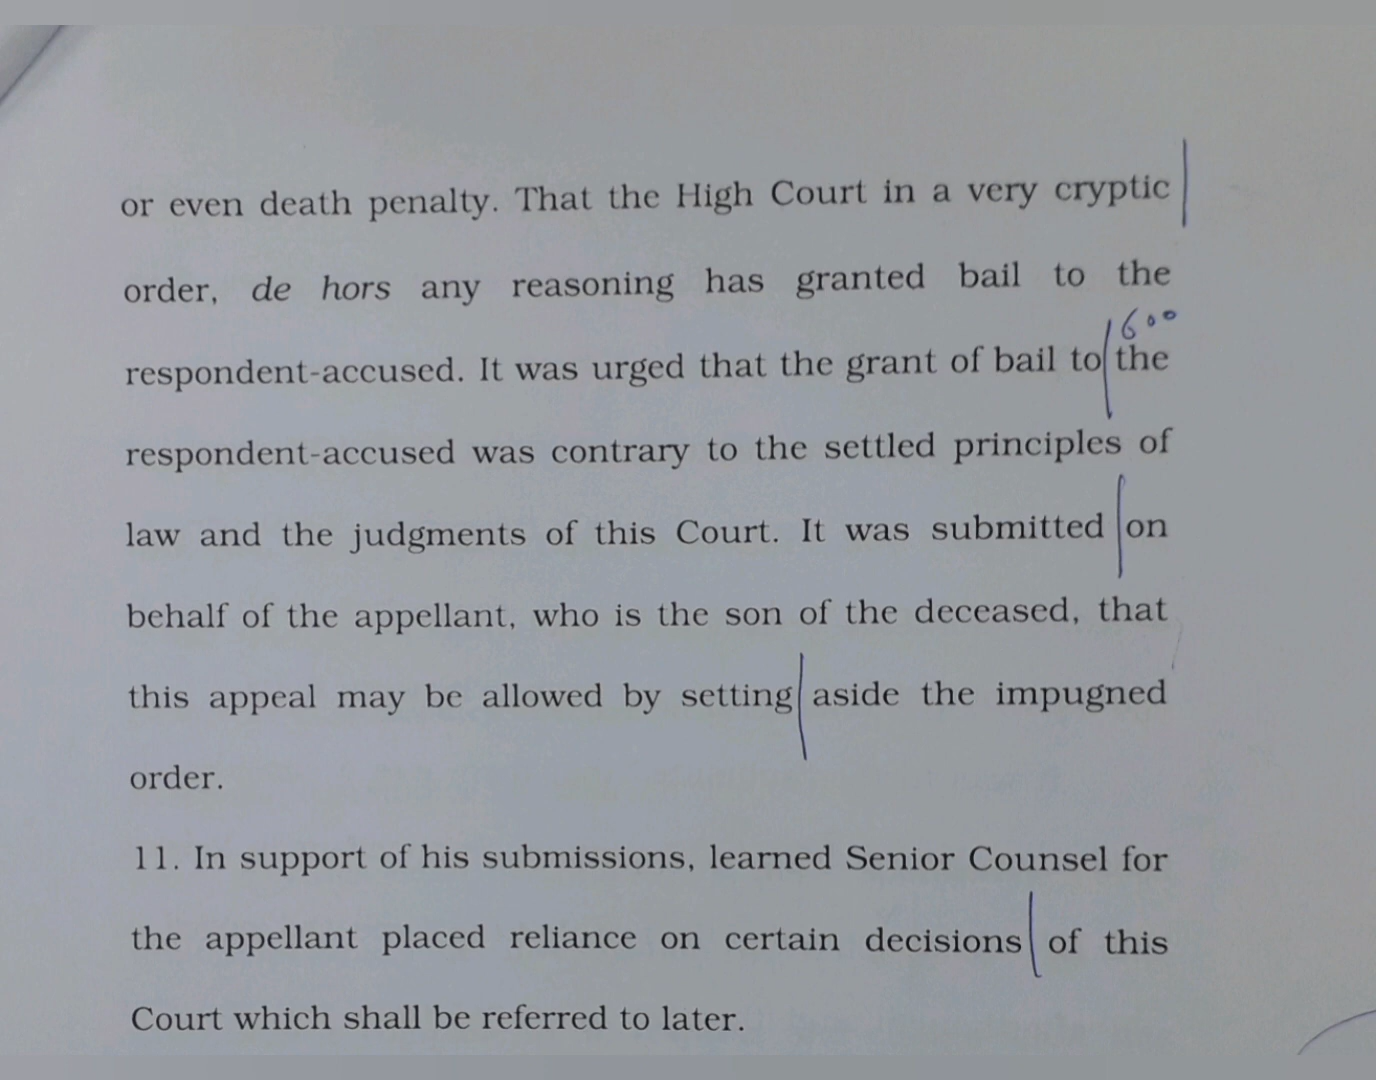 or even death penalty. That the High Court in a very cryptic
order, de hors any reasoning has granted bail to the
1600
respondent-accused. It was urged that the grant of bail to the
respondent-accused was contrary to the settled principles of
law and the judgments of this Court. It was submitted on
behalf of the appellant, who is the son of the deceased, that
this appeal may be allowed by setting aside the impugned
order.
11. In support of his submissions, learned Senior Counsel for
the appellant placed reliance on certain decisions of this
Court which shall be referred to later.